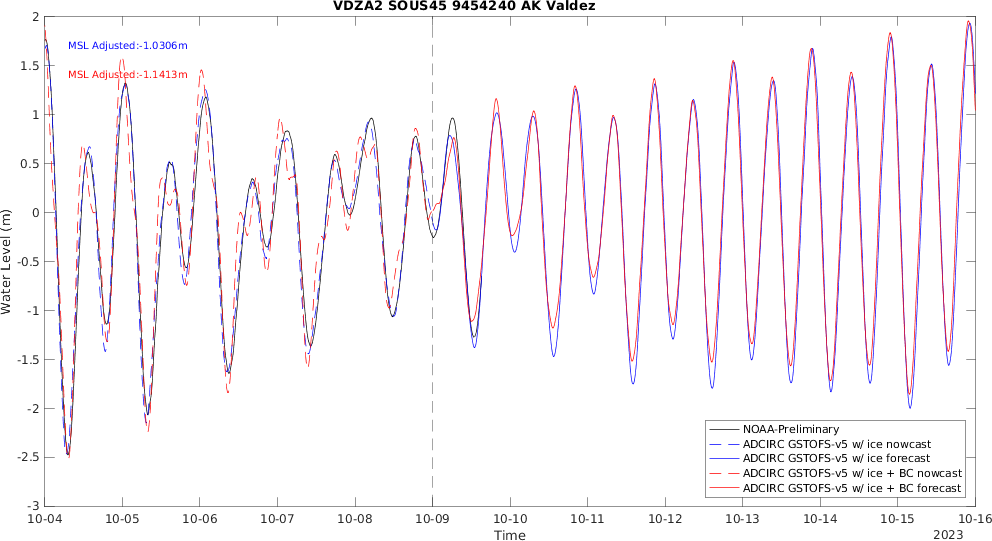 VDZA2 SOUS45 9454240 AK Valdez
MSL Adjusted:-1.0306m
MSL Adjusted:-1.1413m
Water Level (m)
2
1.5
1
0.5
0
-0.5
-1
-1.5
-2
-2.5
-3
NOAA-Preliminary
ADCIRC GSTOFS-v5 w/ ice nowcast
ADCIRC GSTOFS-v5 w/ ice forecast
ADCIRC GSTOFS-v5 w/ ice + BC nowcast
ADCIRC GSTOFS-v5 w/ ice + BC forecast
10-04 10-05 10-06 10-07 10-08 10-09 10-10 10-11 10-12 10-13 10-14 10-15 10-16
Time
2023